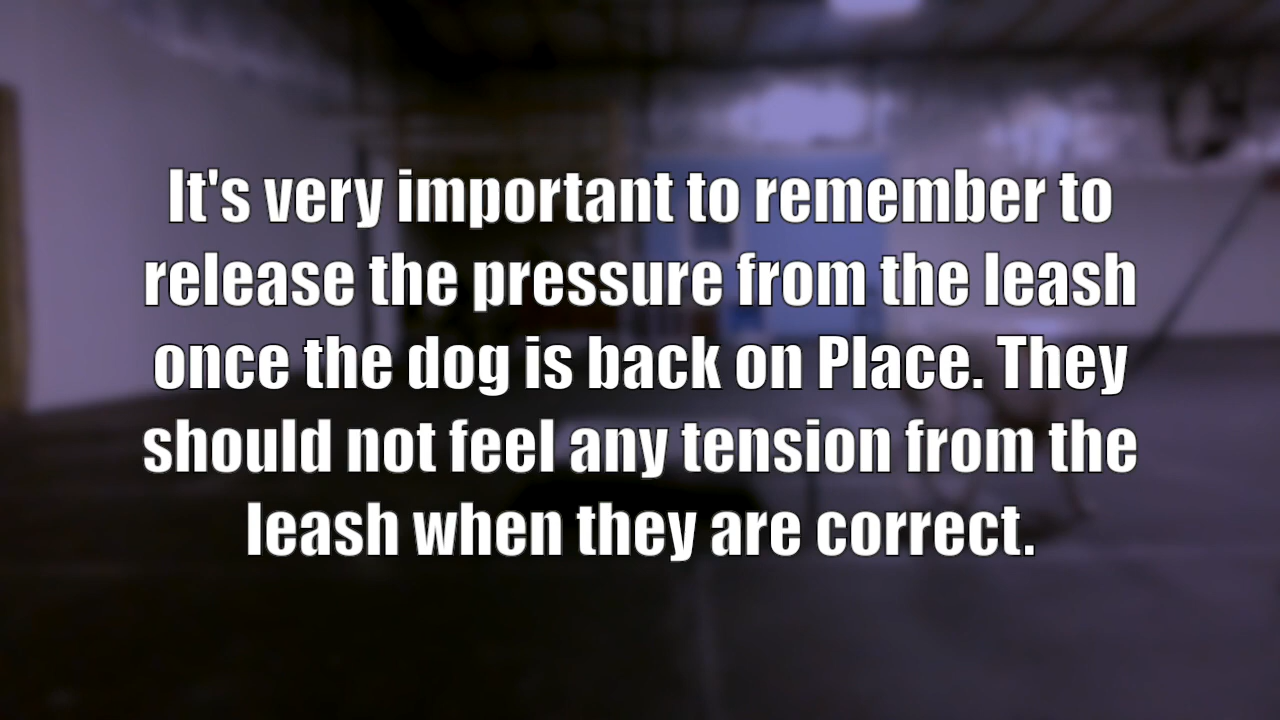 It's very important to remember to
release the pressure from the leash
once the dog is back on Place. They
should not feel any tension from the
leash when they are correct.